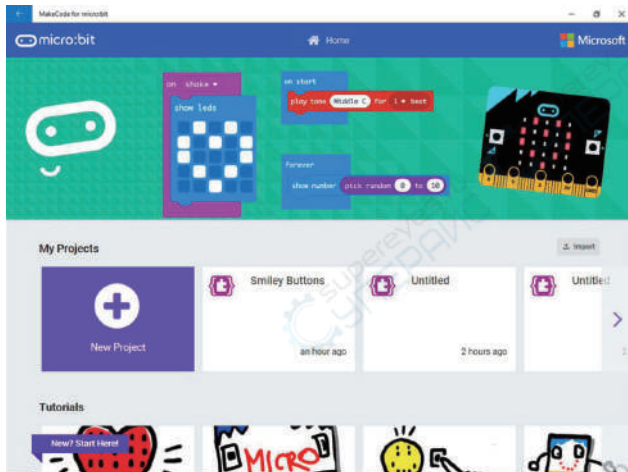 MakeCode for micro:bit
micro:bit
Home
Microsoft
on shake
show leds
on start
play tone Middle C for 1 beat
forever
show number pick random 0 to 10
My Projects
Import
New Project
Smiley Buttons
an hour ago
Untitled
2 hours ago
Untitled
Tutorials
New? Start Here!
MICRO
supereyes
СУПЕРАЙС